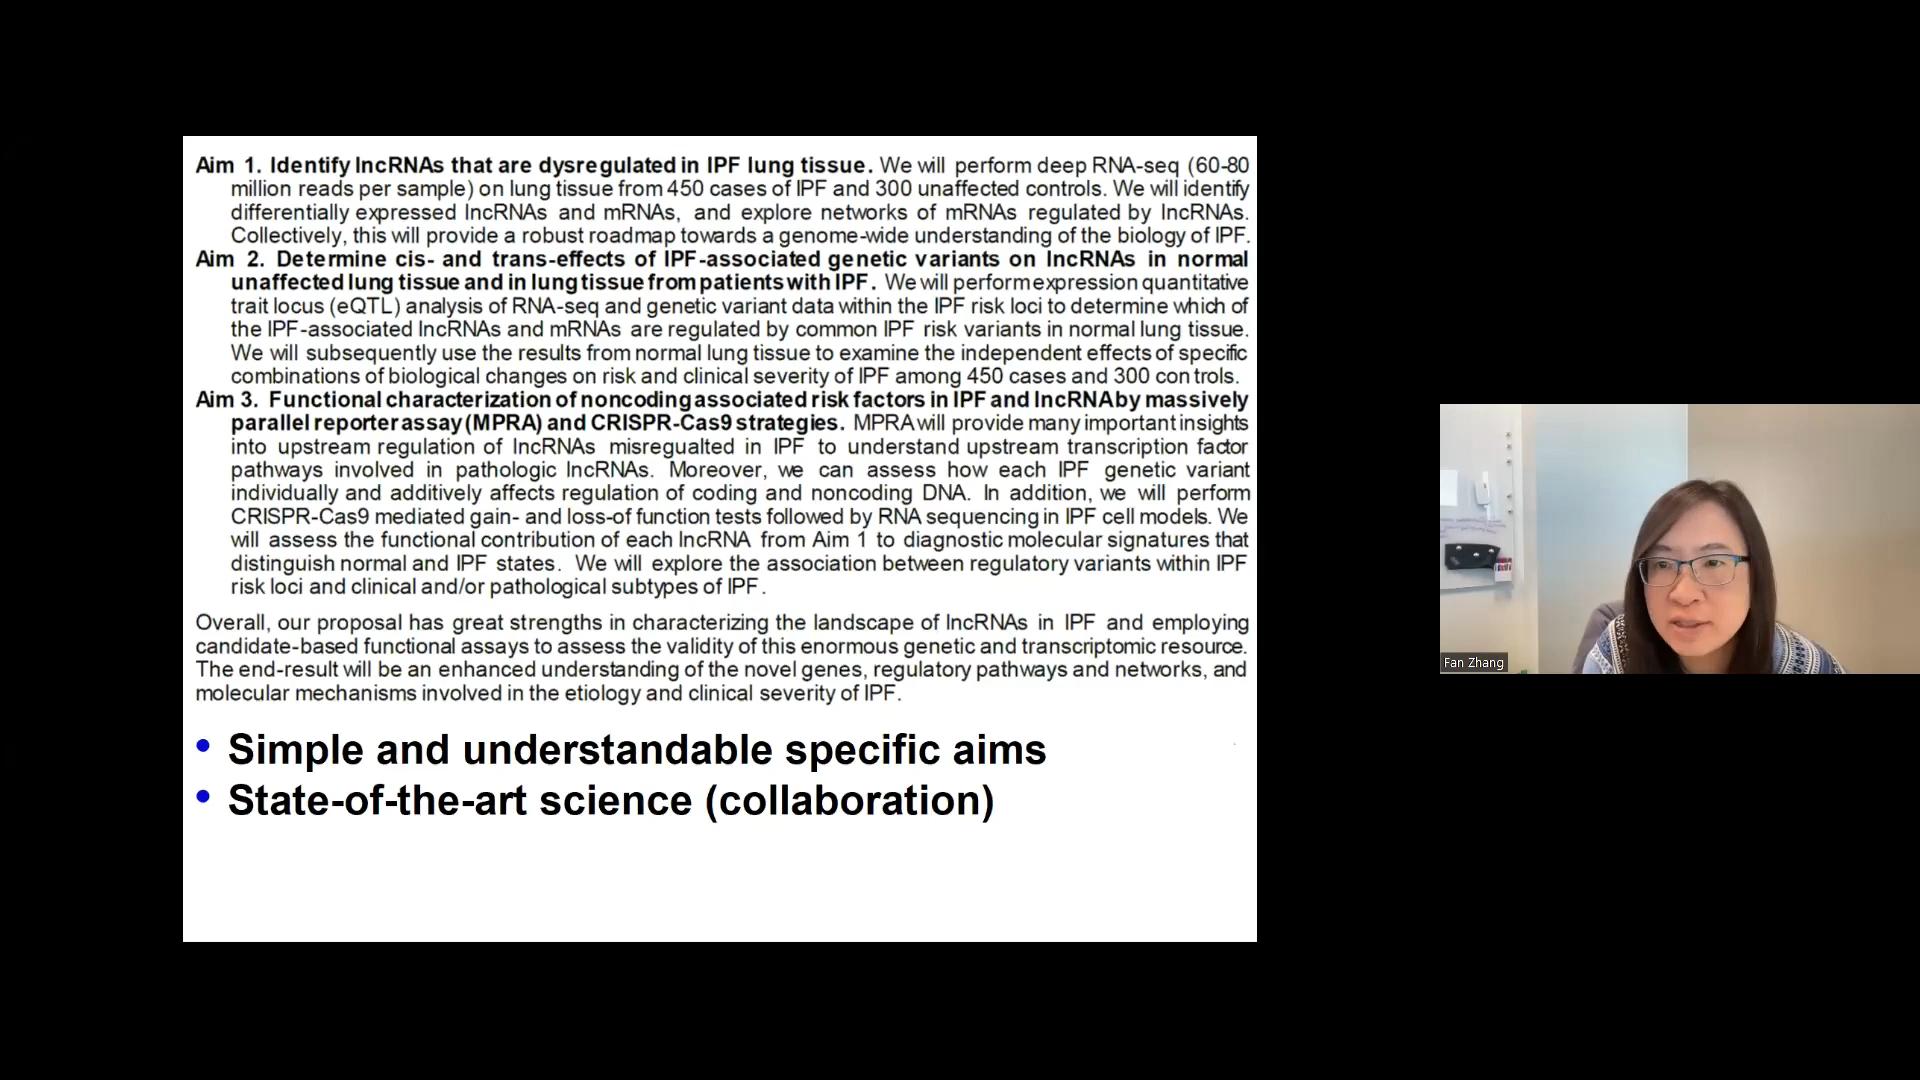 Aim 1. Identify lncRNAs that are dysregulated in IPF lung tissue. We will perform deep RNA-seq (60-80
million reads per sample) on lung tissue from 450 cases of IPF and 300 unaffected controls. We will identify
differentially expressed lncRNAs and mRNAs, and explore networks of mRNAs regulated by lncRNAs.
Collectively, this will provide a robust roadmap towards a genome-wide understanding of the biology of IPF.
Aim 2. Determine cis- and trans-effects of IPF-associated genetic variants on lncRNAs in normal
unaffected lung tissue and in lung tissue from patients with IPF. We will perform expression quantitative
trait locus (eQTL) analysis of RNA-seq and genetic variant data within the IPF risk loci to determine which of
the IPF-associated lncRNAs and mRNAs are regulated by common IPF risk variants in normal lung tissue.
We will subsequently use the results from normal lung tissue to examine the independent effects of specific
combinations of biological changes on risk and clinical severity of IPF among 450 cases and 300 controls.
Aim 3. Functional characterization of noncoding associated risk factors in IPF and lncRNA by massively
parallel reporter assay (MPRA) and CRISPR-Cas9 strategies. MPRA will provide many important insights
into upstream regulation of lncRNAs misregualted in IPF to understand upstream transcription factor
pathways involved in pathologic lncRNAs. Moreover, we can assess how each IPF genetic variant
individually and additively affects regulation of coding and noncoding DNA. In addition, we will perform
CRISPR-Cas9 mediated gain- and loss-of function tests followed by RNA sequencing in IPF cell models. We
will assess the functional contribution of each lncRNA from Aim 1 to diagnostic molecular signatures that
distinguish normal and IPF states. We will explore the association between regulatory variants within IPF
risk loci and clinical and/or pathological subtypes of IPF.
Overall, our proposal has great strengths in characterizing the landscape of lncRNAs in IPF and employing
candidate-based functional assays to assess the validity of this enormous genetic and transcriptomic resource.
The end-result will be an enhanced understanding of the novel genes, regulatory pathways and networks, and
molecular mechanisms involved in the etiology and clinical severity of IPF.
• Simple and understandable specific aims
• State-of-the-art science (collaboration)
Fan Zhang